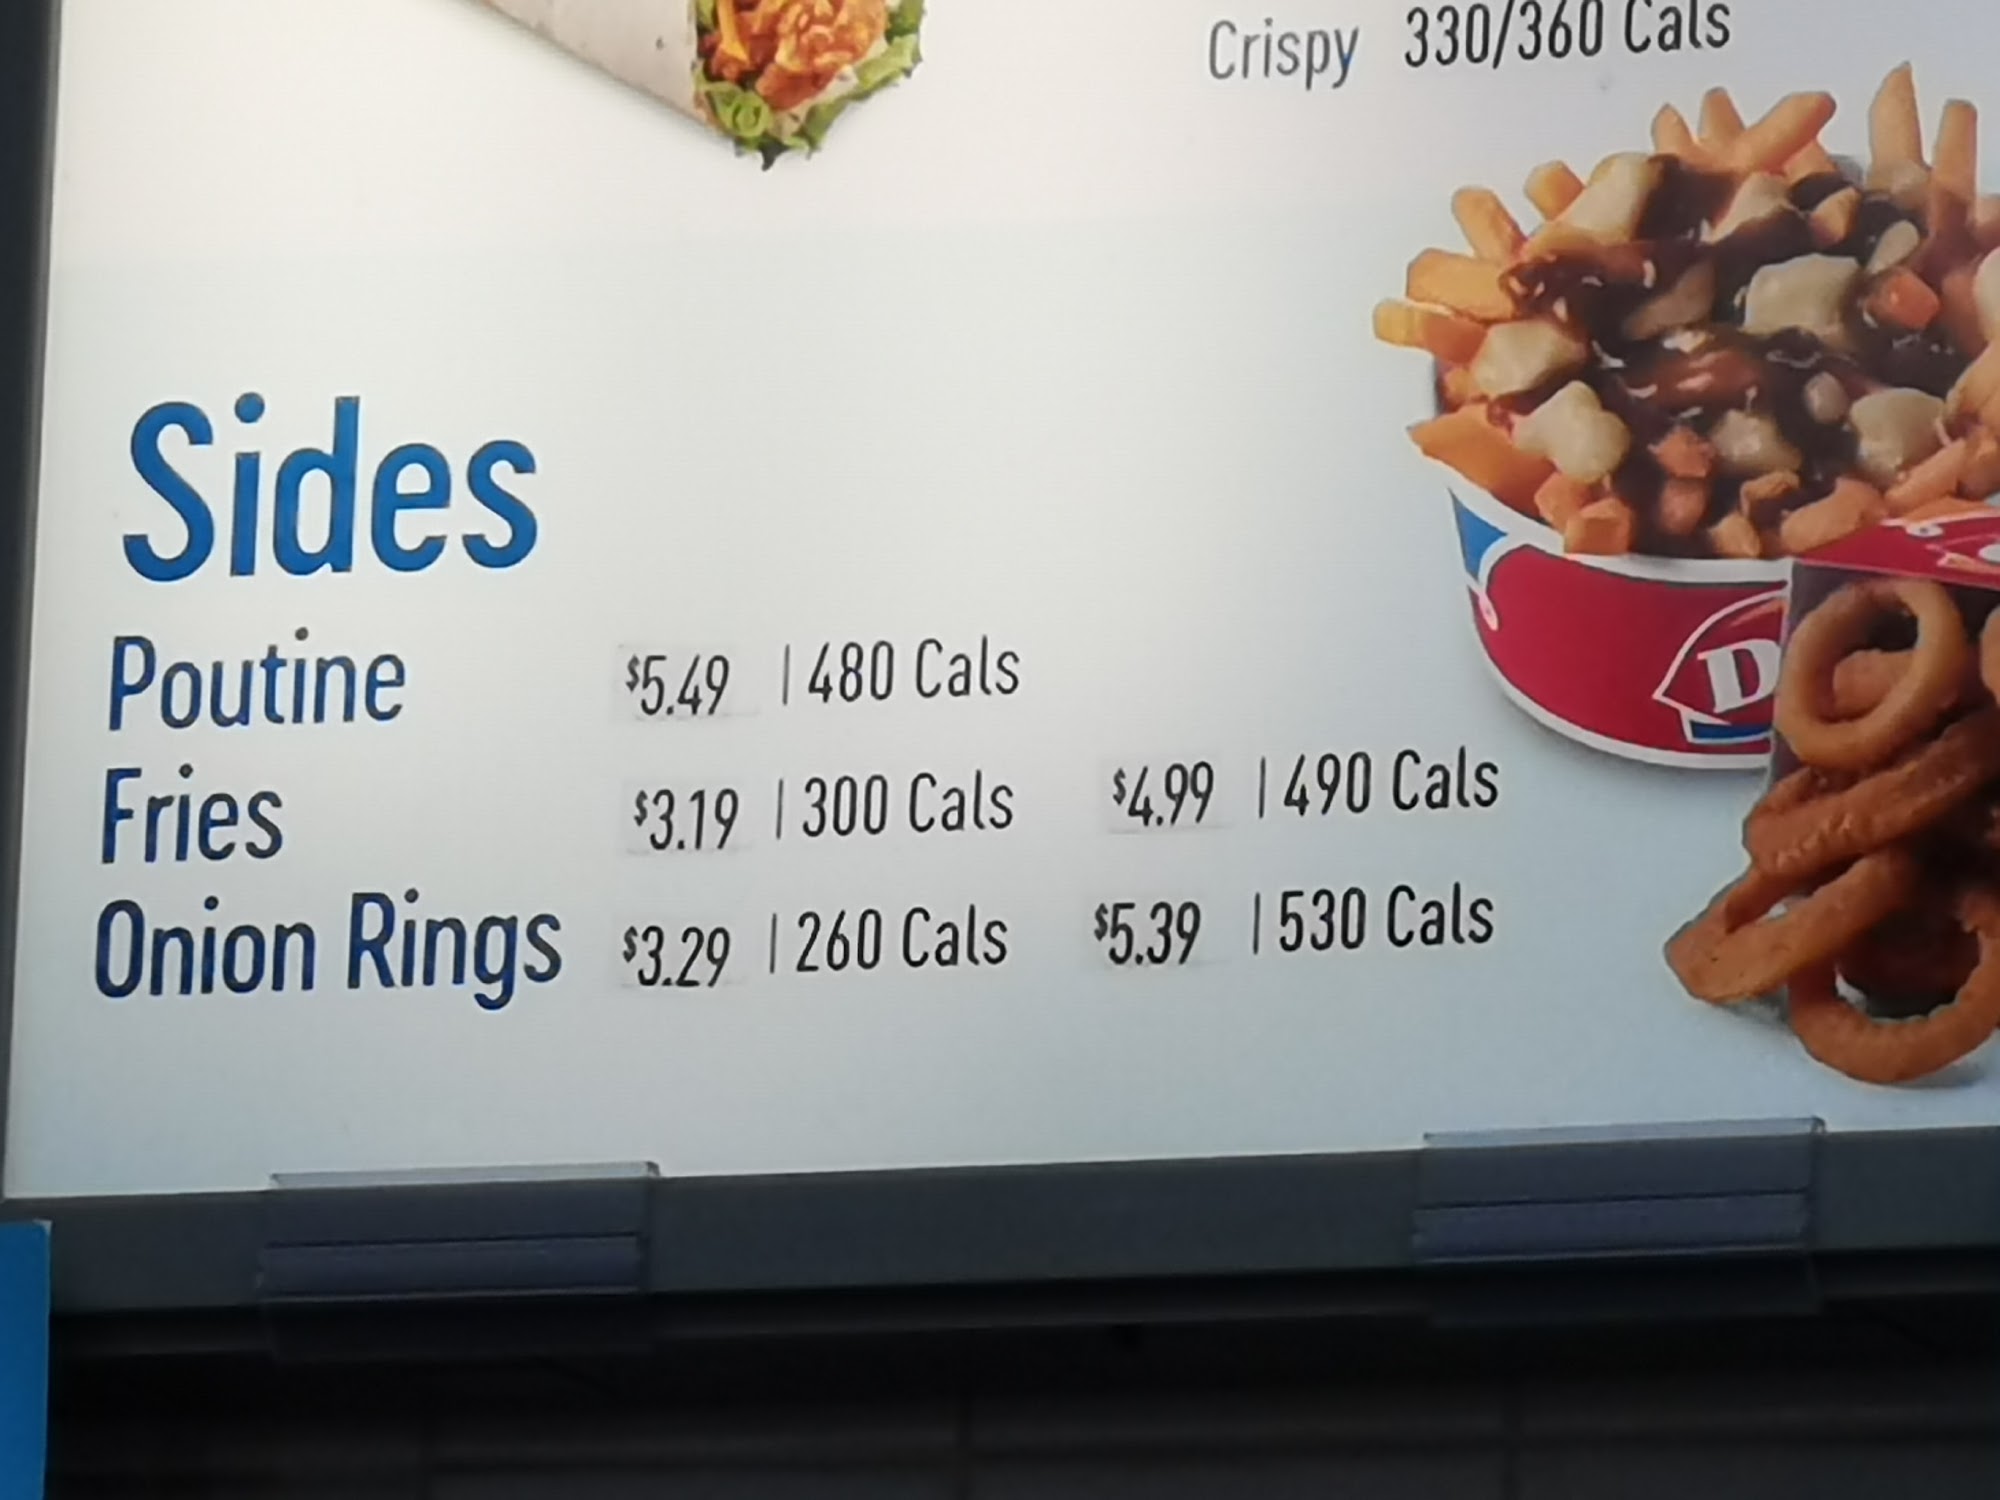 Crispy 330/360 Cals
Sides
Poutine $5.49 | 480 Cals
Fries $3.19 | 300 Cals $4.99 | 490 Cals
Onion Rings $3.29 | 260 Cals $5.39 | 530 Cals
D